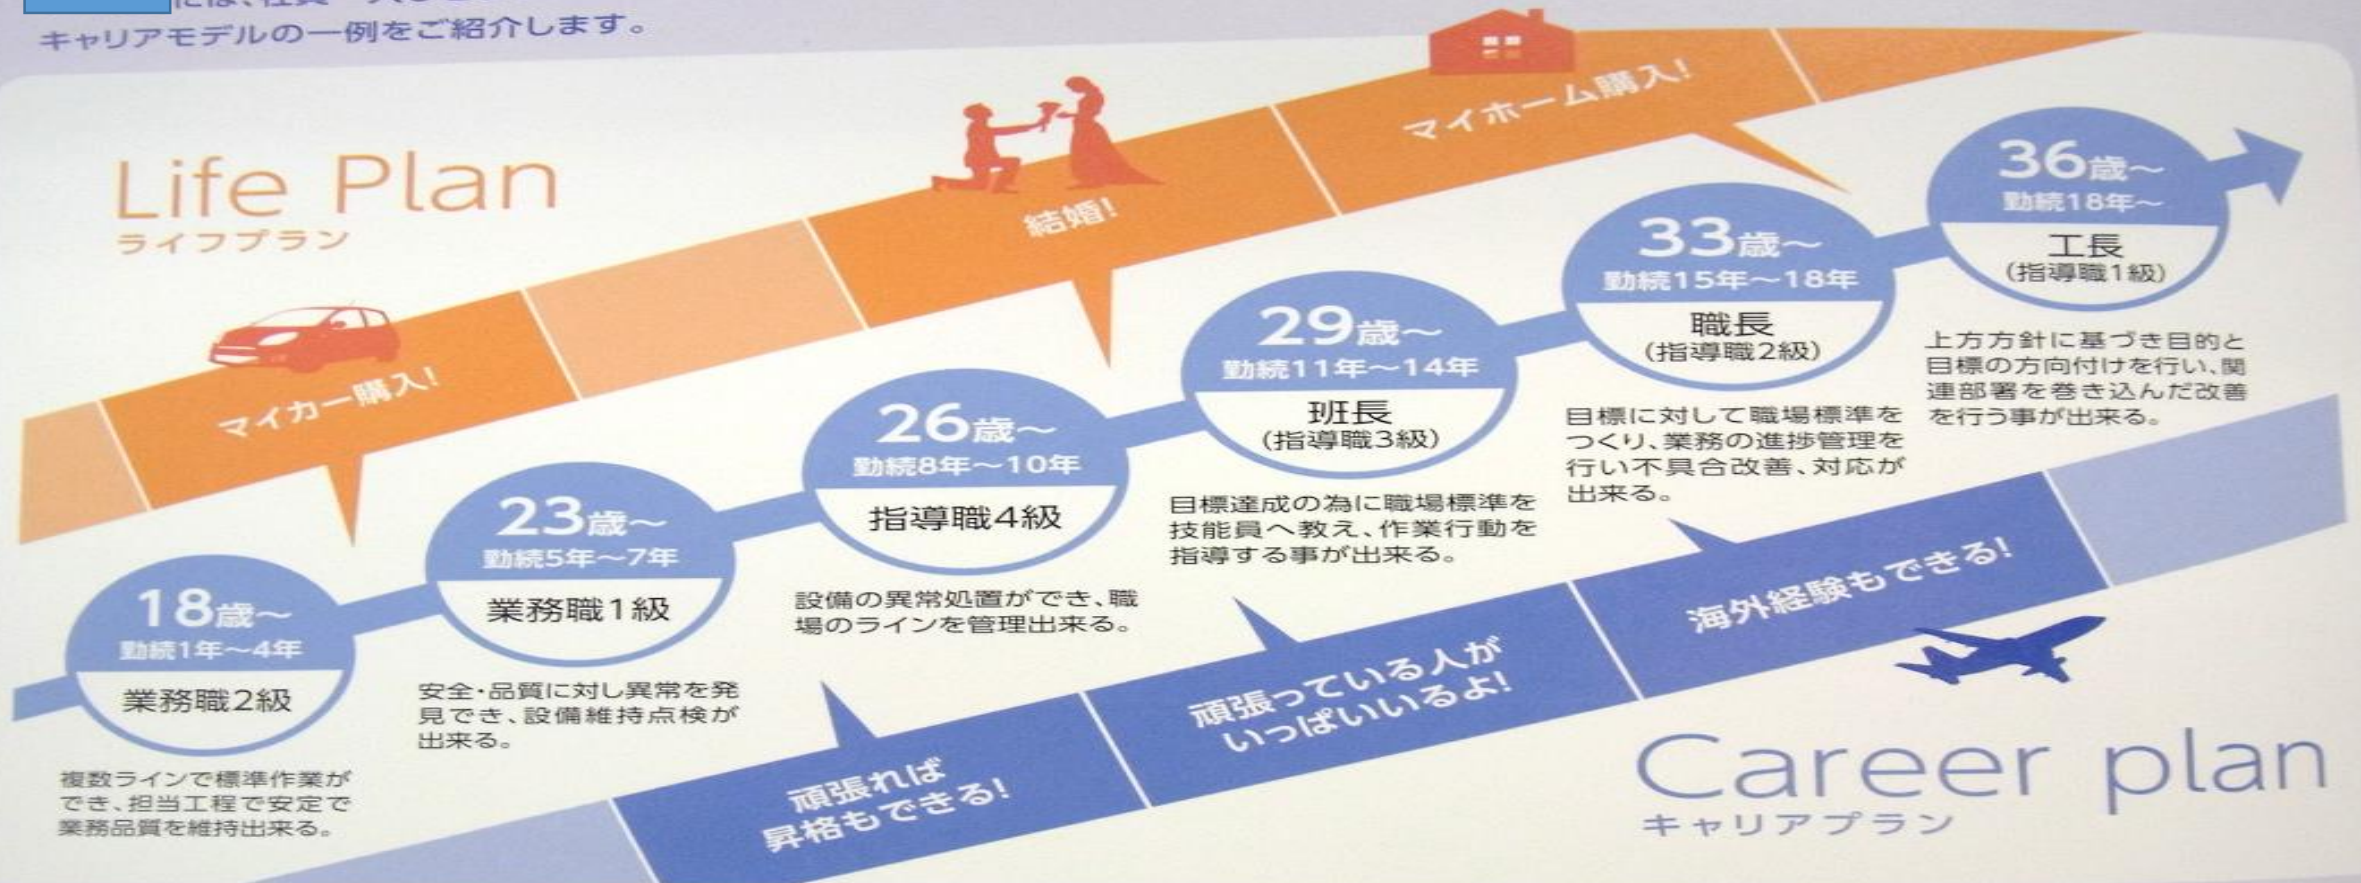 キャリアモデルの一例をご紹介します。
Life Plan
ライフプラン
マイカー購入!
結婚!
マイホーム購入!
18歳～
勤続1年～4年
業務職2級
複数ラインで標準作業が
でき、担当工程で安定で
業務品質を維持出来る。
23歳～
勤続5年～7年
業務職1級
安全・品質に対し異常を発
見でき、設備維持点検が
出来る。
26歳～
勤続8年～10年
指導職4級
設備の異常処置ができ、職
場のラインを管理出来る。
29歳～
勤続11年～14年
班長
(指導職3級)
目標達成の為に職場標準を
技能員へ教え、作業行動を
指導する事が出来る。
33歳～
勤続15年～18年
職長
(指導職2級)
目標に対して職場標準を
つくり、業務の進捗管理を
行い不具合改善、対応が
出来る。
36歳～
勤続18年～
工長
(指導職1級)
上方方針に基づき目的と
目標の方向付けを行い、関
連部署を巻き込んだ改善
を行う事が出来る。
頑張れば
昇格もできる!
頑張っている人が
いっぱいいるよ!
海外経験もできる!
Career plan
キャリアプラン